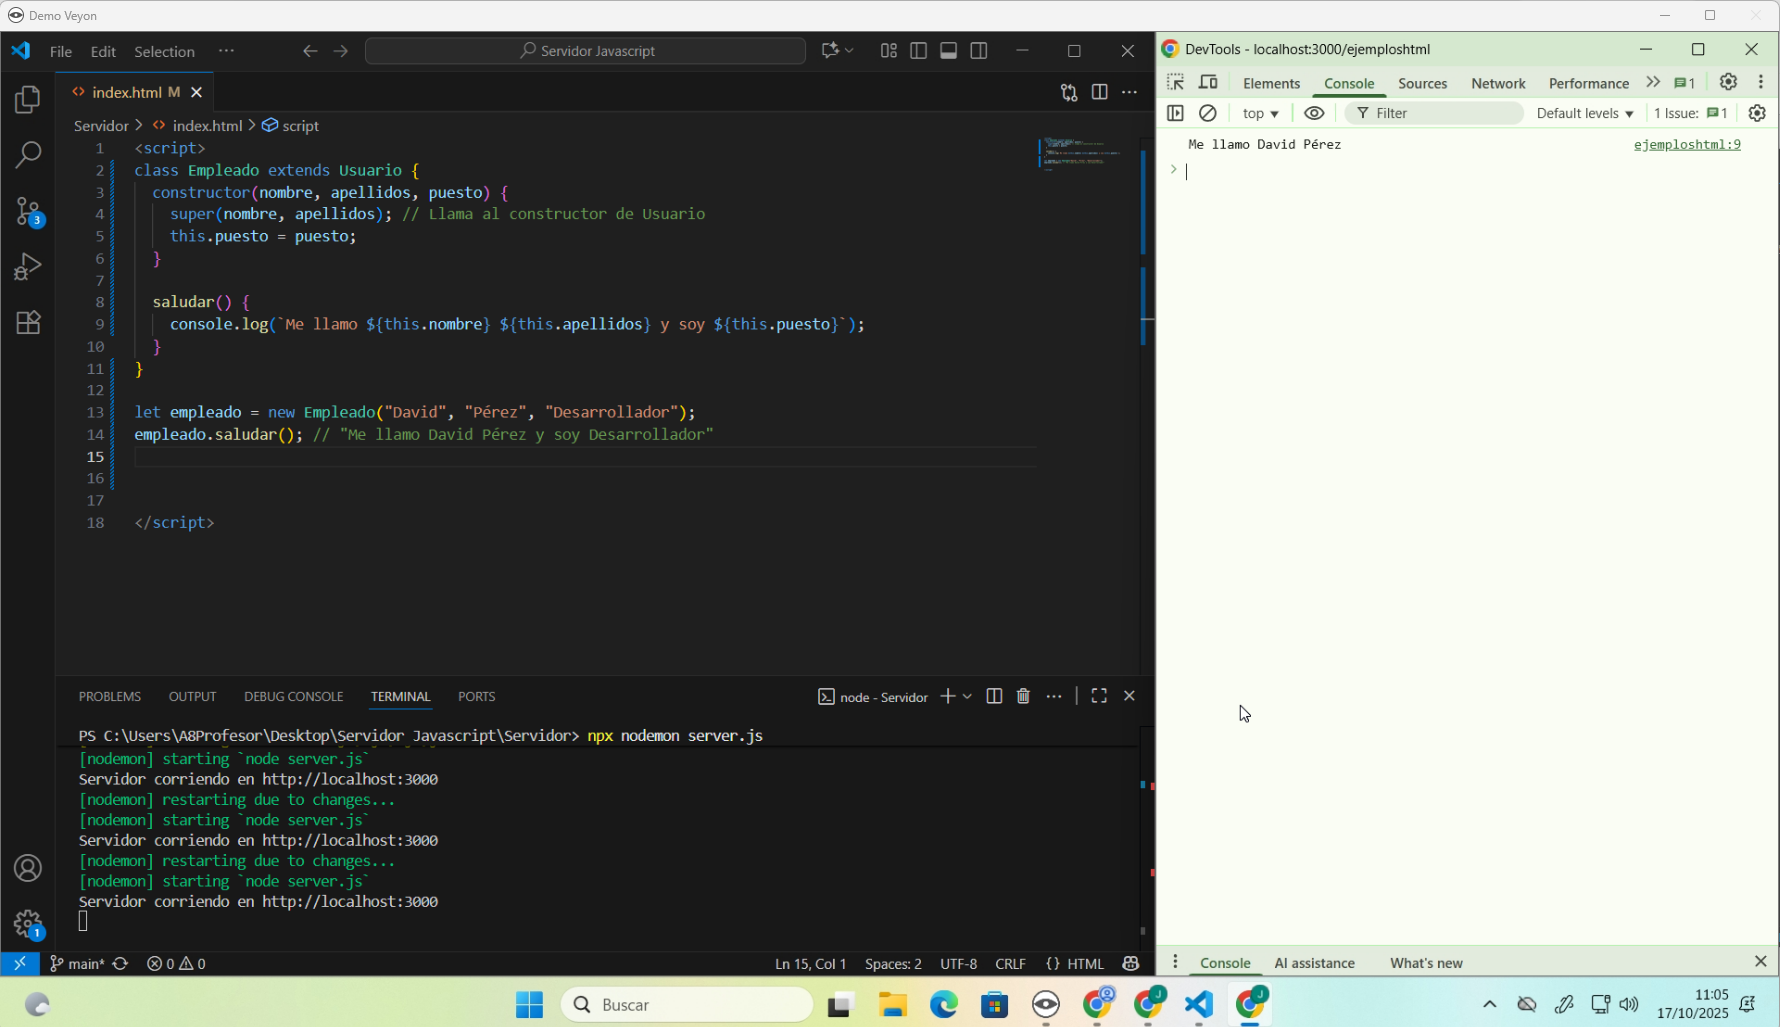 Demo Veyon
File Edit Selection ··· Servidor Javascript
index.html M
Servidor > index.html > script
1 <script>
2 class Empleado extends Usuario {
3 constructor(nombre, apellidos, puesto) {
4 super(nombre, apellidos); // Llama al constructor de Usuario
5 this.puesto = puesto;
6 }
7
8 saludar() {
9 console.log(`Me llamo ${this.nombre} ${this.apellidos} y soy ${this.puesto}`);
10 }
11 }
12
13 let empleado = new Empleado("David", "Pérez", "Desarrollador");
14 empleado.saludar(); // "Me llamo David Pérez y soy Desarrollador"
15
16
17
18 </script>
3
1
PROBLEMS OUTPUT DEBUG CONSOLE TERMINAL PORTS node - Servidor
PS C:\Users\A8Profesor\Desktop\Servidor Javascript\Servidor> npx nodemon server.js
[nodemon] starting `node server.js`
Servidor corriendo en http://localhost:3000
[nodemon] restarting due to changes...
[nodemon] starting `node server.js`
Servidor corriendo en http://localhost:3000
[nodemon] restarting due to changes...
[nodemon] starting `node server.js`
Servidor corriendo en http://localhost:3000
main* 0 0 Ln 15, Col 1 Spaces: 2 UTF-8 CRLF {} HTML
DevTools - localhost:3000/ejemploshtml
Elements Console Sources Network Performance 1
top Filter Default levels 1 Issue: 1
Me llamo David Pérez ejemploshtml:9
>
Console AI assistance What's new
Buscar
J
J
11:05
17/10/2025